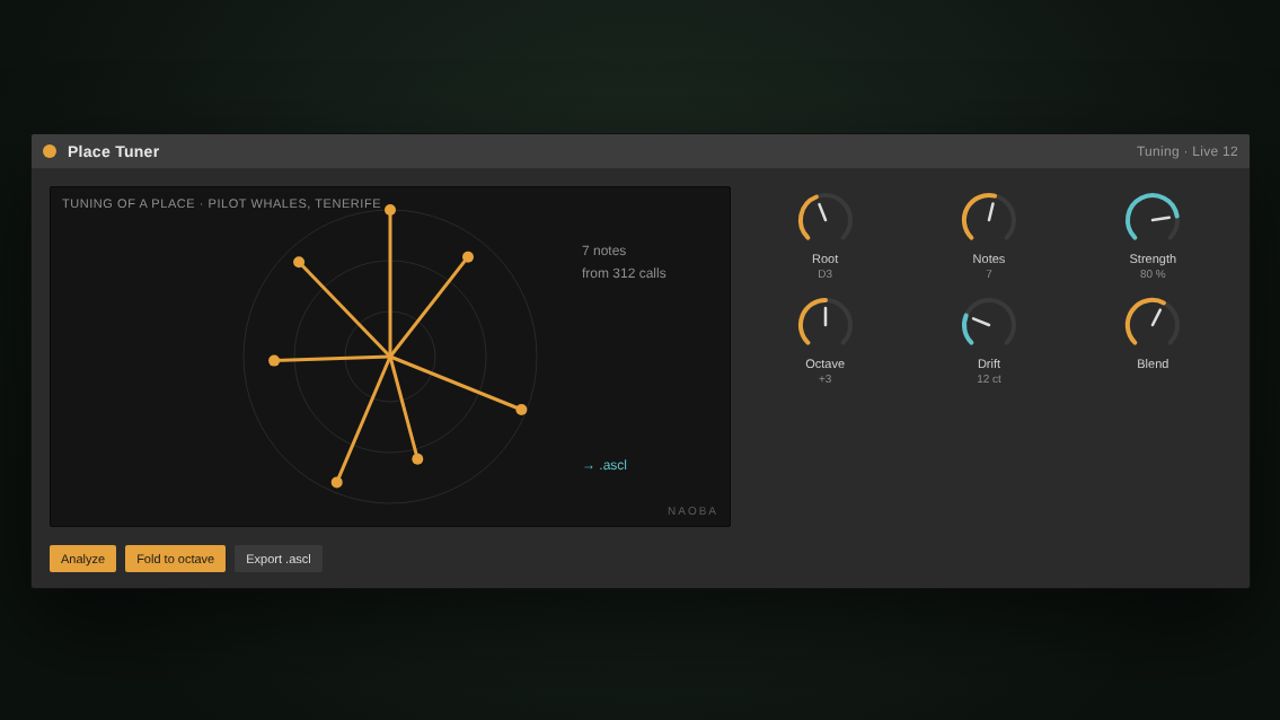 Place Tuner
Tuning · Live 12
TUNING OF A PLACE · PILOT WHALES, TENERIFE
7 notes
from 312 calls
→ .ascl
NAOBA
Root
D3
Notes
7
Strength
80 %
Octave
+3
Drift
12 ct
Blend
Analyze
Fold to octave
Export .ascl